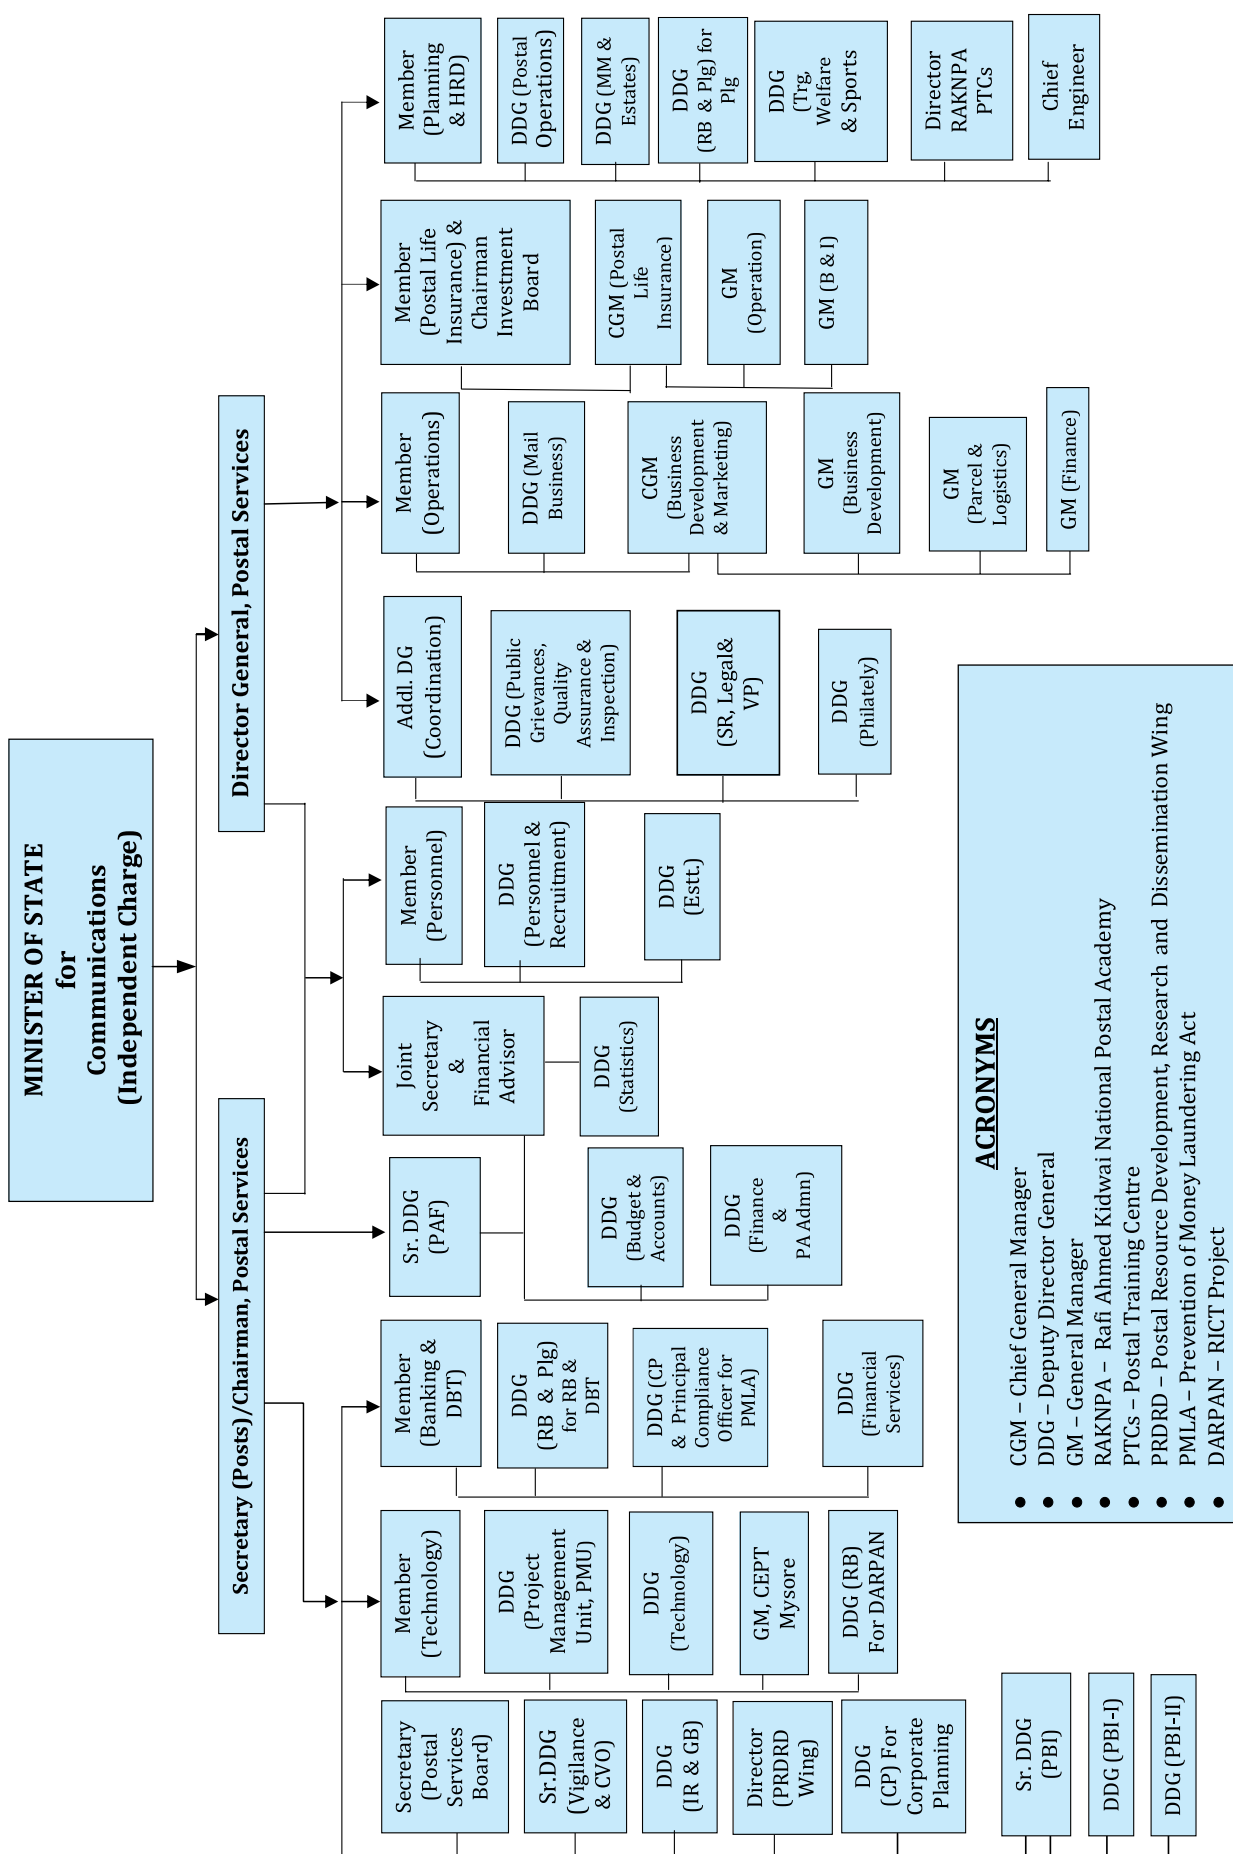 MINISTER OF STATE
for
Communications
(Independent Charge)
Secretary (Posts)/Chairman, Postal Services
Director General, Postal Services
Secretary
(Postal
Services
Board)
Sr.DDG
(Vigilance
& CVO)
DDG
(IR & GB)
Director
(PRDRD
Wing)
DDG
(CP) For
Corporate
Planning
Sr. DDG
(PBI)
DDG (PBI-I)
DDG (PBI-II)
Member
(Technology)
DDG
(Project
Management
Unit, PMU)
DDG
(Technology)
GM, CEPT
Mysore
DDG (RB)
For DARPAN
Member
(Banking &
DBT)
DDG
(RB & Plg)
for RB &
DBT
DDG (CP
& Principal
Compliance
Officer for
PMLA)
DDG
(Financial
Services)
Sr. DDG
(PAF)
Joint
Secretary
&
Financial
Advisor
DDG
(Statistics)
DDG
(Budget &
Accounts)
DDG
(Finance
&
PA Admn)
Member
(Personnel)
DDG
(Personnel &
Recruitment)
DDG
(Estt.)
Addl. DG
(Coordination)
DDG (Public
Grievances,
Quality
Assurance &
Inspection)
DDG
(SR, Legal&
VP)
DDG
(Philately)
Member
(Operations)
DDG (Mail
Business)
CGM
(Business
Development
& Marketing)
GM
(Business
Development)
GM
(Parcel &
Logistics)
GM (Finance)
Member
(Postal Life
Insurance) &
Chairman
Investment
Board
CGM (Postal
Life
Insurance)
GM
(Operation)
GM (B & I)
Member
(Planning
& HRD)
DDG (Postal
Operations)
DDG (MM &
Estates)
DDG
(RB & Plg) for
Plg
DDG
(Trg,
Welfare
& Sports
Director
RAKNPA
PTCs
Chief
Engineer
ACRONYMS
● CGM – Chief General Manager
● DDG – Deputy Director General
● GM – General Manager
● RAKNPA – Rafi Ahmed Kidwai National Postal Academy
● PTCs – Postal Training Centre
● PRDRD – Postal Resource Development, Research and Dissemination Wing
● PMLA – Prevention of Money Laundering Act
● DARPAN – RICT Project